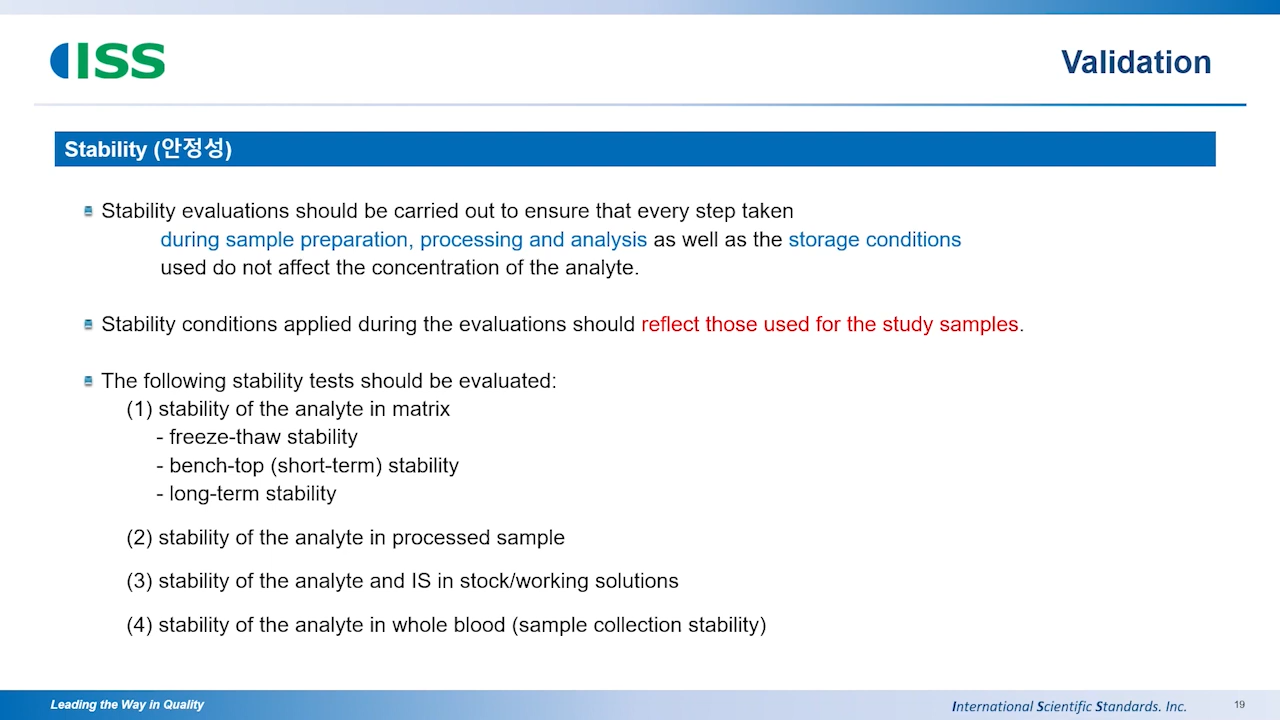 ISS
Validation
Stability (안정성)
Stability evaluations should be carried out to ensure that every step taken
during sample preparation, processing and analysis as well as the storage conditions
used do not affect the concentration of the analyte.
Stability conditions applied during the evaluations should reflect those used for the study samples.
The following stability tests should be evaluated:
(1) stability of the analyte in matrix
- freeze-thaw stability
- bench-top (short-term) stability
- long-term stability
(2) stability of the analyte in processed sample
(3) stability of the analyte and IS in stock/working solutions
(4) stability of the analyte in whole blood (sample collection stability)
Leading the Way in Quality
International Scientific Standards. Inc.
19